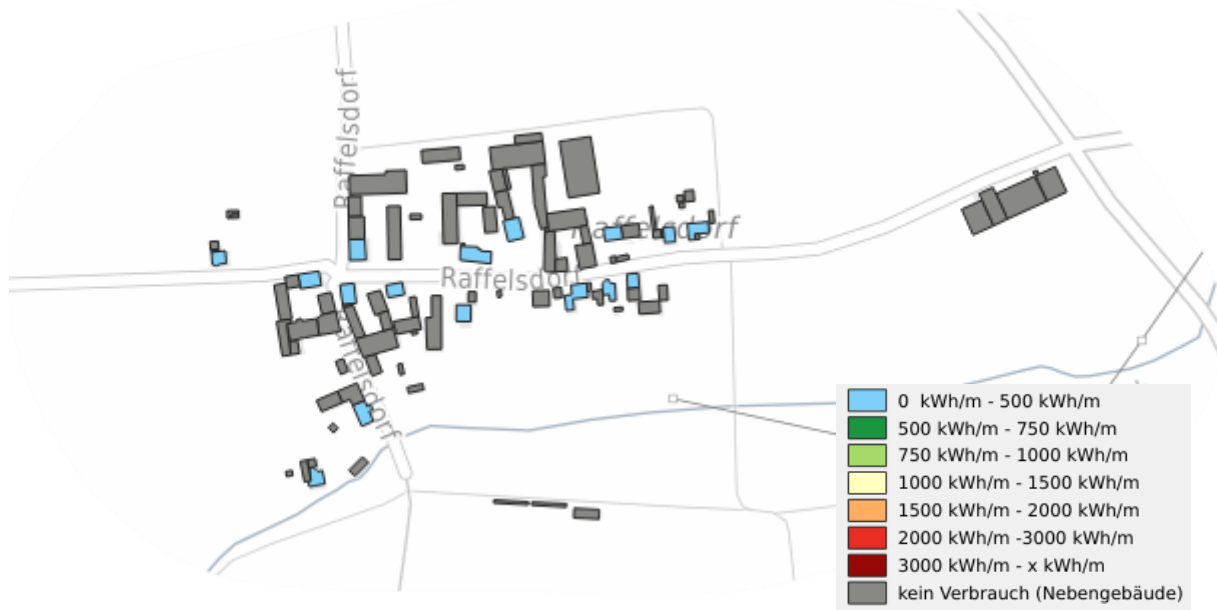 Raffelsdorf
Raffelsdorf
Raffelsdorf
Raffelsdorf
0 kWh/m - 500 kWh/m
500 kWh/m - 750 kWh/m
750 kWh/m - 1000 kWh/m
1000 kWh/m - 1500 kWh/m
1500 kWh/m - 2000 kWh/m
2000 kWh/m -3000 kWh/m
3000 kWh/m - x kWh/m
kein Verbrauch (Nebengebäude)